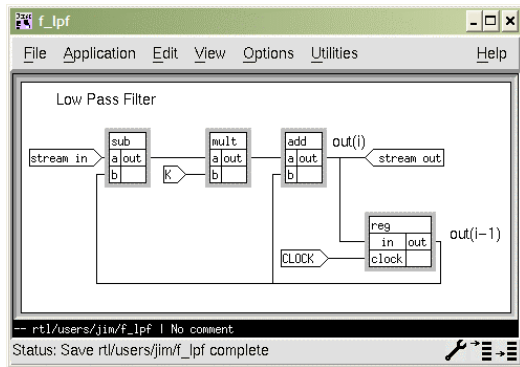 f_lpf
File Application Edit View Options Utilities Help
Low Pass Filter
sub mult add out(i)
stream in a out a out a out stream out
b K b b
reg
in out out(i-1)
CLOCK clock
-- rtl/users/jim/f_lpf | No comment
Status: Save rtl/users/jim/f_lpf complete